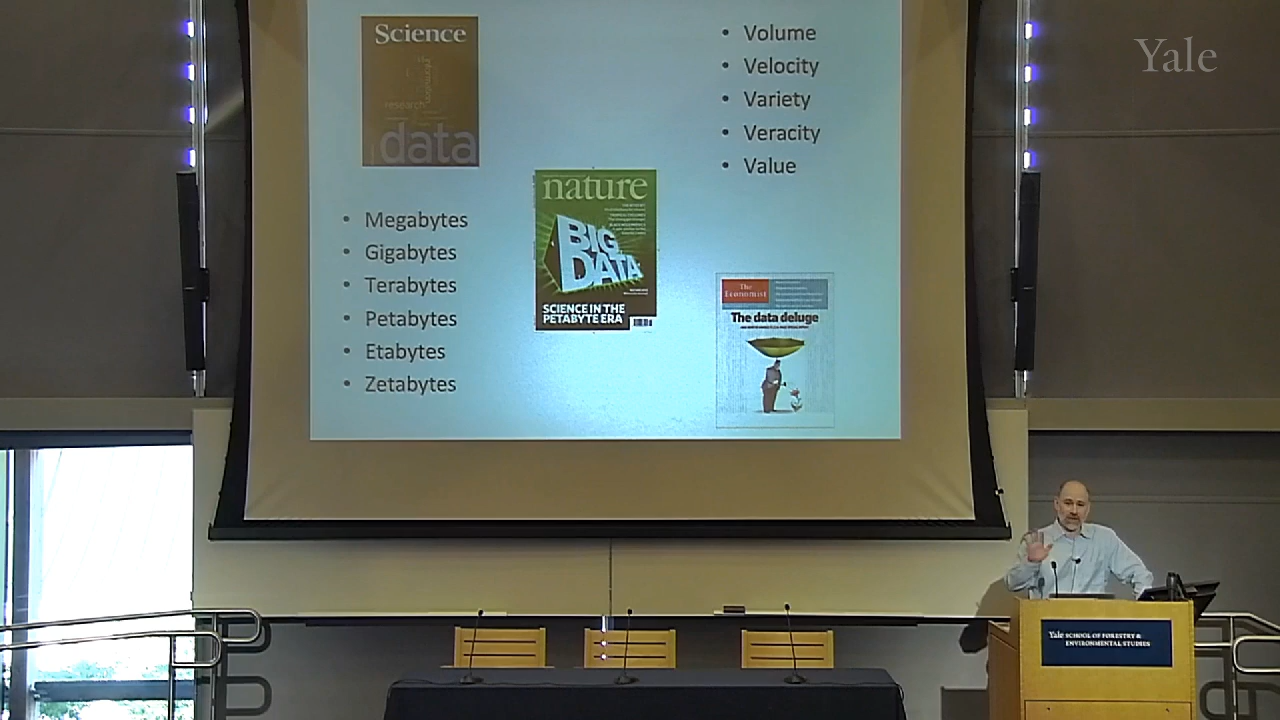 Science
research
data
Megabytes
Gigabytes
Terabytes
Petabytes
Etabytes
Zetabytes
nature
BIG
DATA
SCIENCE IN THE
PETABYTE ERA
Volume
Velocity
Variety
Veracity
Value
The
Economist
The data deluge
Yale
Yale SCHOOL OF FORESTRY &
ENVIRONMENTAL STUDIES